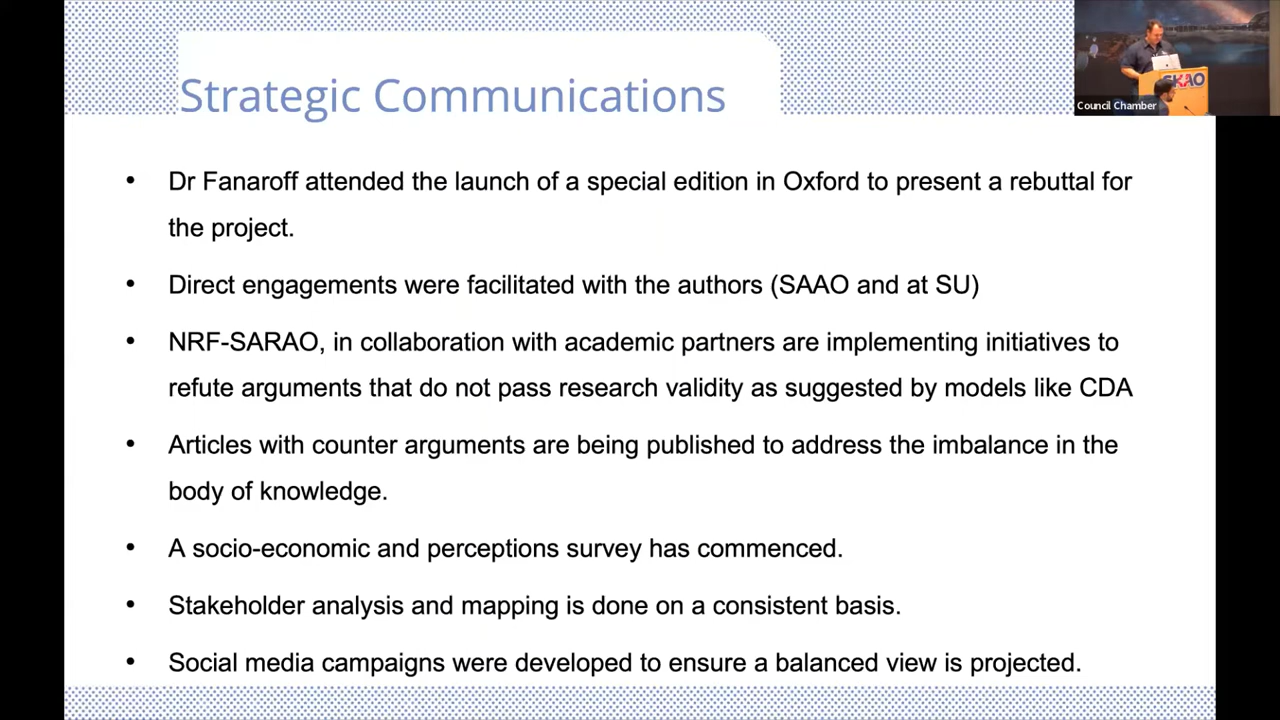 Strategic Communications
SKAO
Council Chamber
• Dr Fanaroff attended the launch of a special edition in Oxford to present a rebuttal for
the project.
• Direct engagements were facilitated with the authors (SAAO and at SU)
• NRF-SARAO, in collaboration with academic partners are implementing initiatives to
refute arguments that do not pass research validity as suggested by models like CDA
• Articles with counter arguments are being published to address the imbalance in the
body of knowledge.
• A socio-economic and perceptions survey has commenced.
• Stakeholder analysis and mapping is done on a consistent basis.
• Social media campaigns were developed to ensure a balanced view is projected.